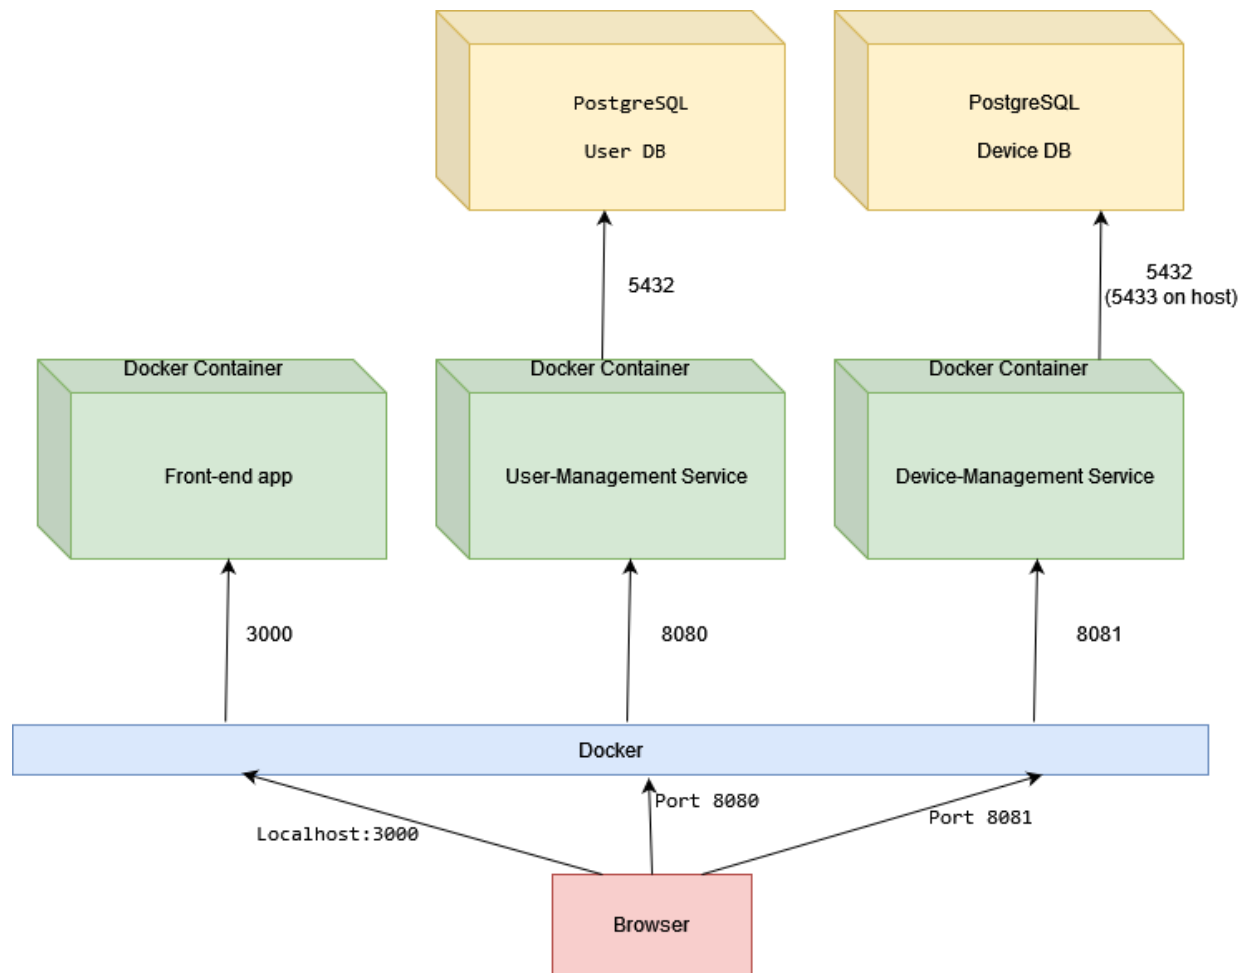 PostgreSQL
User DB
PostgreSQL
Device DB
5432
5432
(5433 on host)
Docker Container
Front-end app
Docker Container
User-Management Service
Docker Container
Device-Management Service
3000
8080
8081
Docker
Localhost:3000
Port 8080
Port 8081
Browser